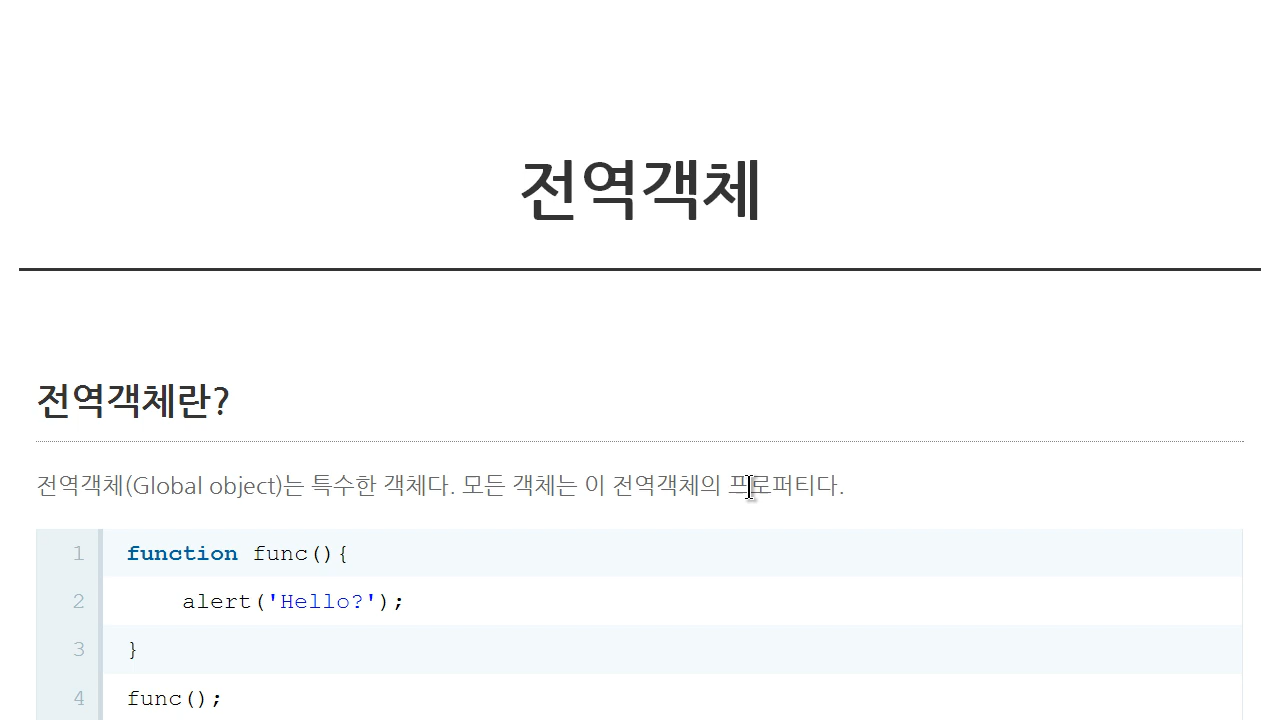 전역객체
전역객체란?
전역객체(Global object)는 특수한 객체다. 모든 객체는 이 전역객체의 프로퍼티다.
1 function func(){
2     alert('Hello?');
3 }
4 func();